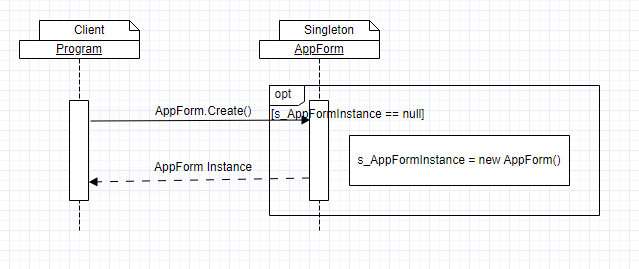 Client
Singleton
Program
AppForm
opt
AppForm.Create()
[s_AppFormInstance == null]
s_AppFormInstance = new AppForm()
AppForm Instance